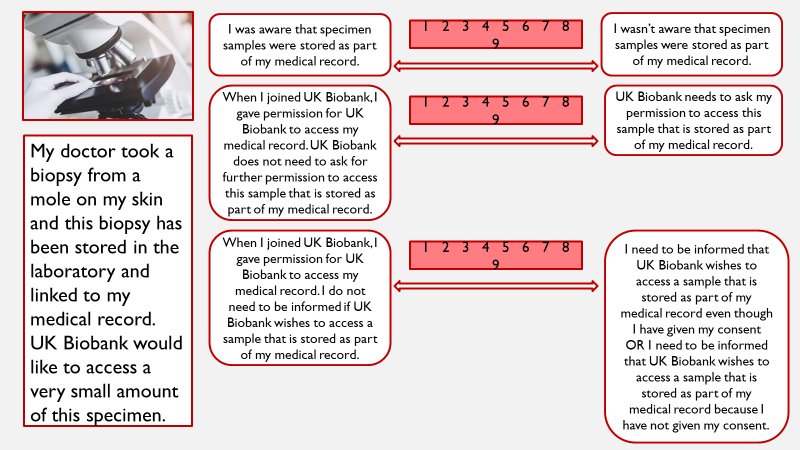 My doctor took a
biopsy from a
mole on my skin
and this biopsy has
been stored in the
laboratory and
linked to my
medical record.
UK Biobank would
like to access a
very small amount
of this specimen.
I was aware that specimen
samples were stored as part
of my medical record.
1 2 3 4 5 6 7 8
9
I wasn't aware that specimen
samples were stored as part
of my medical record.
When I joined UK Biobank, I
gave permission for UK
Biobank to access my
medical record. UK Biobank
does not need to ask for
further permission to access
this sample that is stored as
part of my medical record.
1 2 3 4 5 6 7 8
9
UK Biobank needs to ask my
permission to access this
sample that is stored as part
of my medical record.
When I joined UK Biobank, I
gave permission for UK
Biobank to access my
medical record. I do not
need to be informed if UK
Biobank wishes to access a
sample that is stored as part
of my medical record.
1 2 3 4 5 6 7 8
9
I need to be informed that
UK Biobank wishes to
access a sample that is
stored as part of my
medical record even though
I have given my consent
OR I need to be informed
that UK Biobank wishes to
access a sample that is
stored as part of my
medical record because I
have not given my consent.